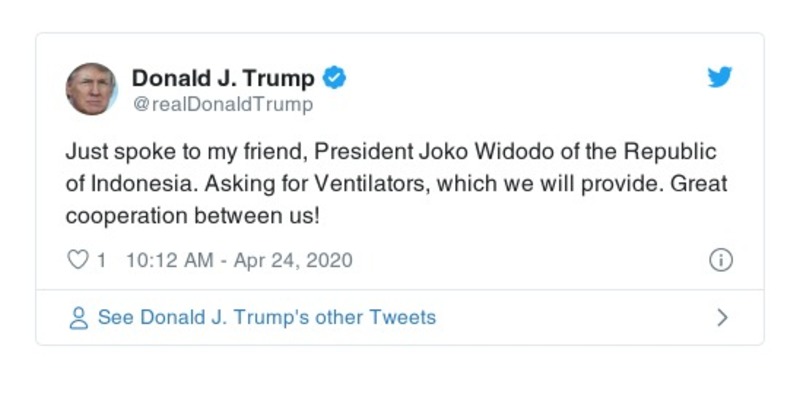 Donald J. Trump
@realDonaldTrump
Just spoke to my friend, President Joko Widodo of the Republic
of Indonesia. Asking for Ventilators, which we will provide. Great
cooperation between us!
1 10:12 AM - Apr 24, 2020
See Donald J. Trump's other Tweets